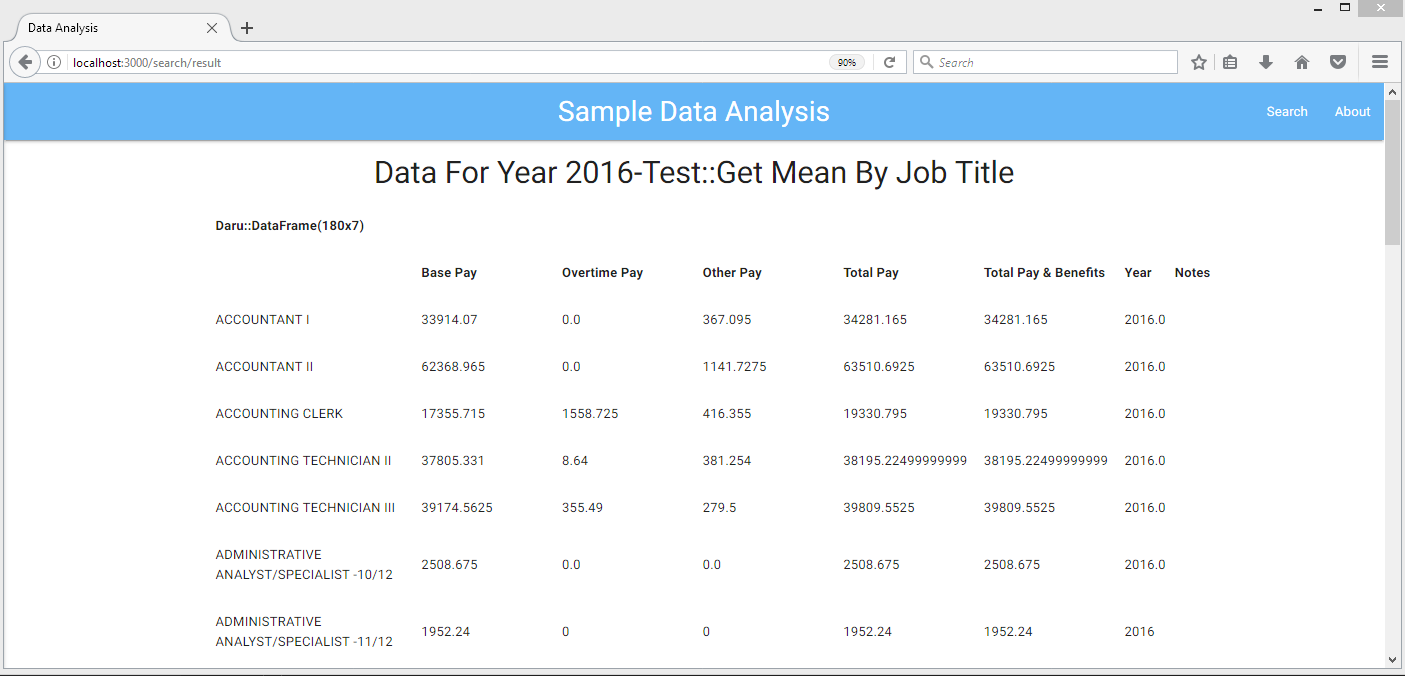 Data Analysis
localhost:3000/search/result 90% Search
Sample Data Analysis Search About
Data For Year 2016-Test::Get Mean By Job Title
Daru::DataFrame(180x7)
Base Pay Overtime Pay Other Pay Total Pay Total Pay & Benefits Year Notes
ACCOUNTANT I 33914.07 0.0 367.095 34281.165 34281.165 2016.0
ACCOUNTANT II 62368.965 0.0 1141.7275 63510.6925 63510.6925 2016.0
ACCOUNTING CLERK 17355.715 1558.725 416.355 19330.795 19330.795 2016.0
ACCOUNTING TECHNICIAN II 37805.331 8.64 381.254 38195.22499999999 38195.22499999999 2016.0
ACCOUNTING TECHNICIAN III 39174.5625 355.49 279.5 39809.5525 39809.5525 2016.0
ADMINISTRATIVE
ANALYST/SPECIALIST -10/12 2508.675 0.0 0.0 2508.675 2508.675 2016.0
ADMINISTRATIVE
ANALYST/SPECIALIST -11/12 1952.24 0 0 1952.24 1952.24 2016